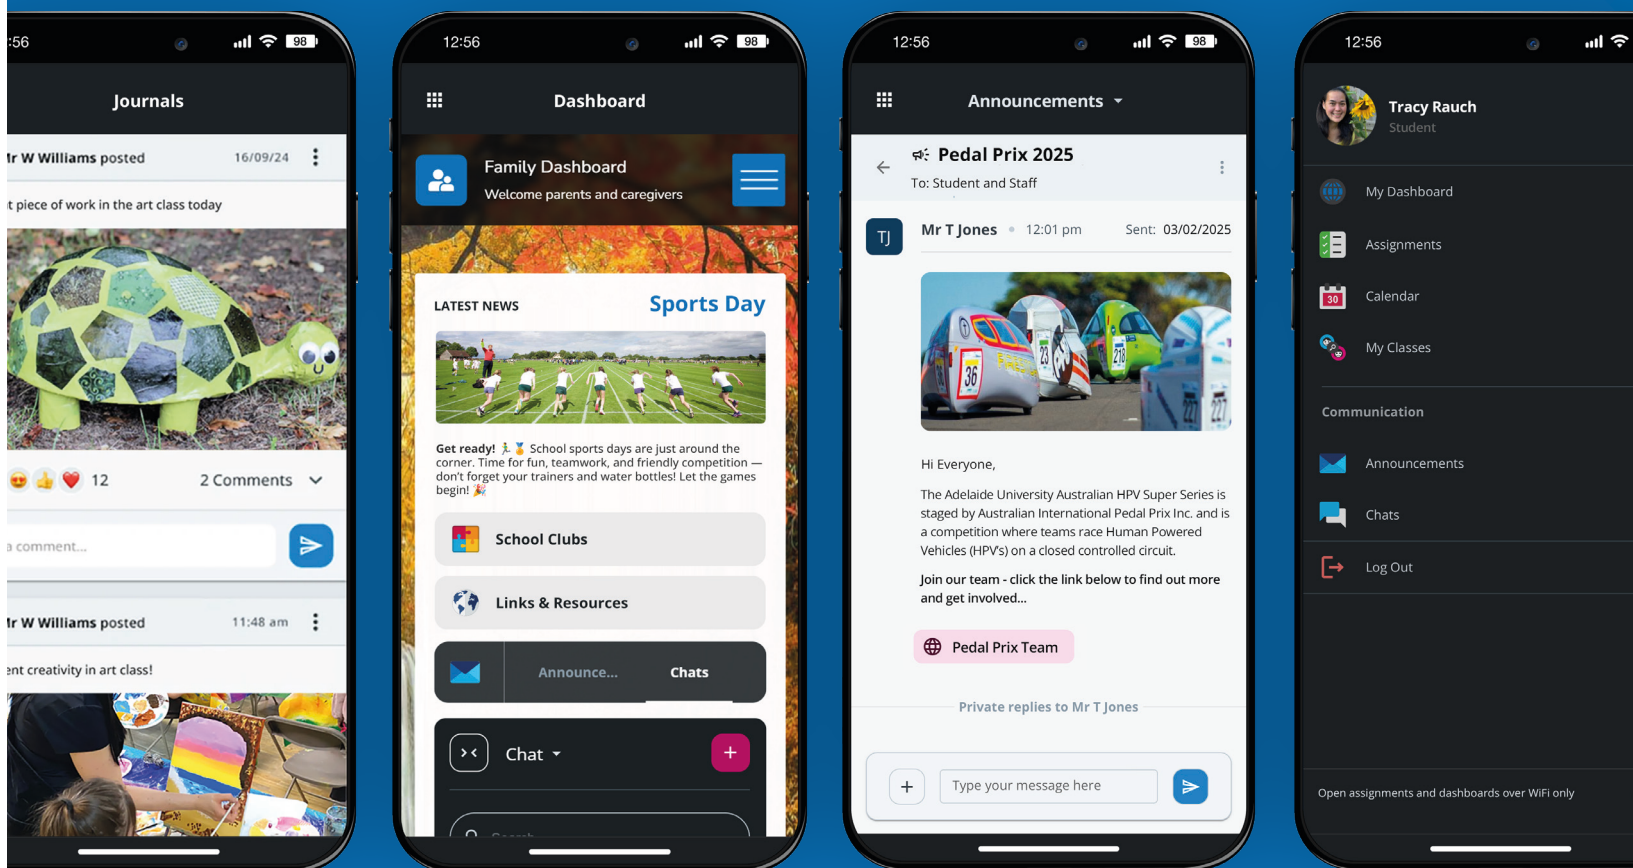 :56
98
Journals
Mr W Williams posted
16/09/24
t piece of work in the art class today
12
2 Comments
a comment...
Mr W Williams posted
11:48 am
ent creativity in art class!
12:56
98
Dashboard
Family Dashboard
Welcome parents and caregivers
LATEST NEWS
Sports Day
Get ready! 🏃🏅 School sports days are just around the
corner. Time for fun, teamwork, and friendly competition —
don't forget your trainers and water bottles! Let the games
begin! 🎉
School Clubs
Links & Resources
Announce...
Chats
Chat
12:56
98
Announcements
Pedal Prix 2025
To: Student and Staff
TJ
Mr T Jones
12:01 pm
Sent: 03/02/2025
36
23
218
227
227
Hi Everyone,
The Adelaide University Australian HPV Super Series is
staged by Australian International Pedal Prix Inc. and is
a competition where teams race Human Powered
Vehicles (HPV's) on a closed controlled circuit.
Join our team - click the link below to find out more
and get involved...
Pedal Prix Team
Private replies to Mr T Jones
Type your message here
12:56
Tracy Rauch
Student
My Dashboard
Assignments
30
Calendar
My Classes
Communication
Announcements
Chats
Log Out
Open assignments and dashboards over WiFi only